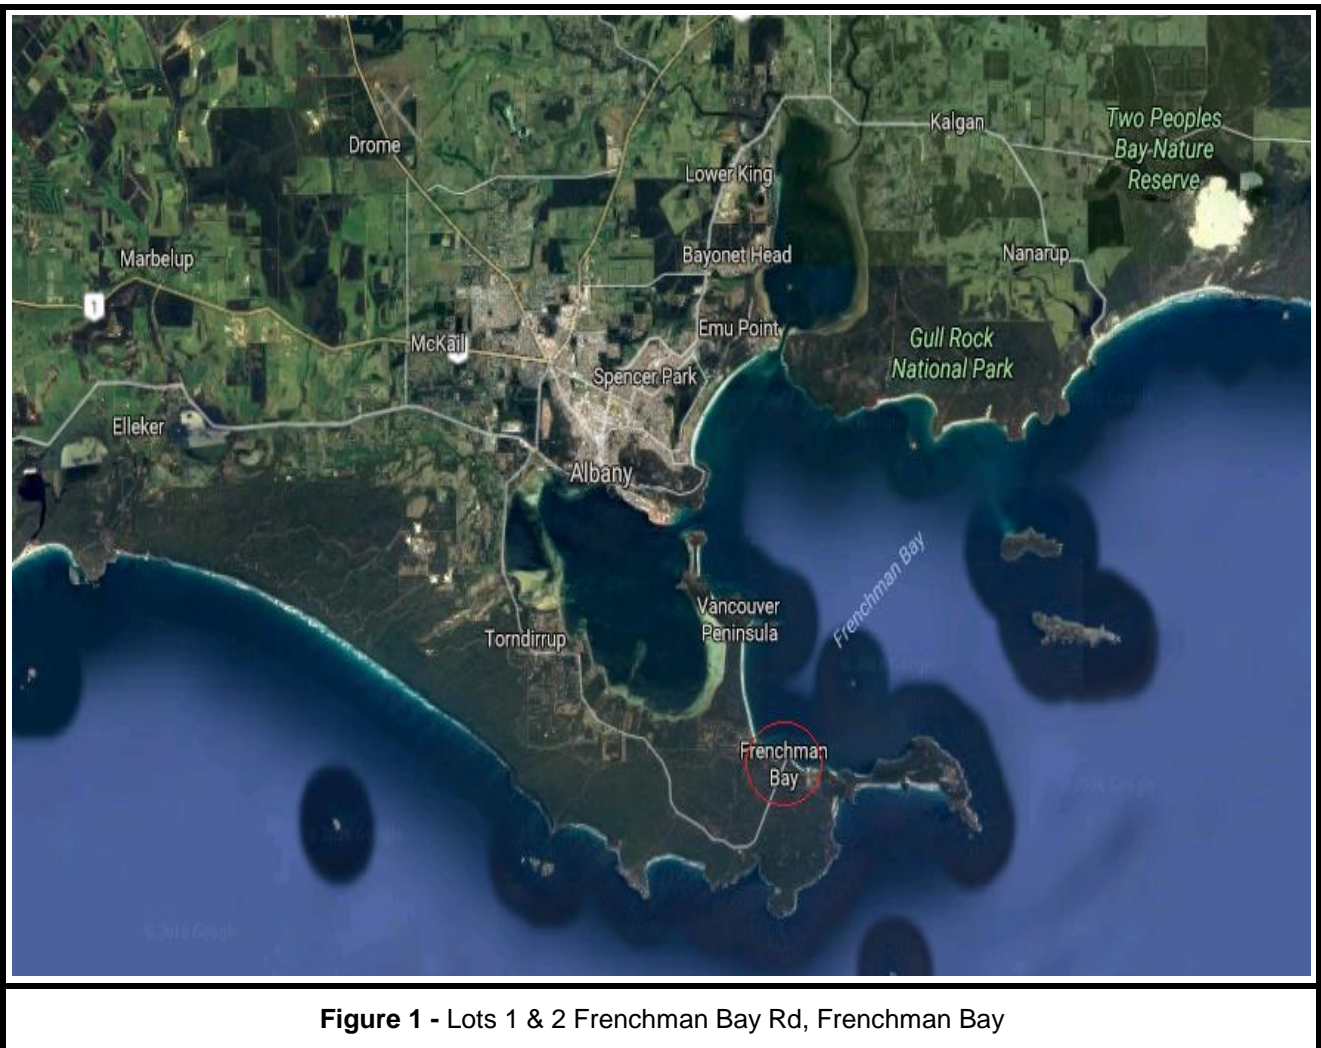 Drome
Kalgan
Two Peoples
Bay Nature
Reserve
Lower King
Marbelup
Bayonet Head
Nanarup
1
McKail
Emu Point
Gull Rock
National Park
Spencer Park
Elleker
Albany
Frenchman Bay
Vancouver
Peninsula
Torndirrup
Frenchman
Bay
© 2016 Google
Figure 1 - Lots 1 & 2 Frenchman Bay Rd, Frenchman Bay